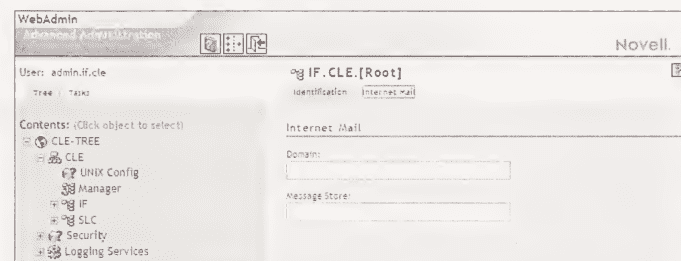 WebAdmin
Advanced Administration
Novell.
User: admin.if.cle
Tree | Tasks
IF.CLE.[Root]
Identification Internet Mail
Contents: (Click object to select)
CLE-TREE
CLE
UNIX Config
Manager
IF
SLC
Security
Logging Services
Internet Mail
Domain:
Message Store: